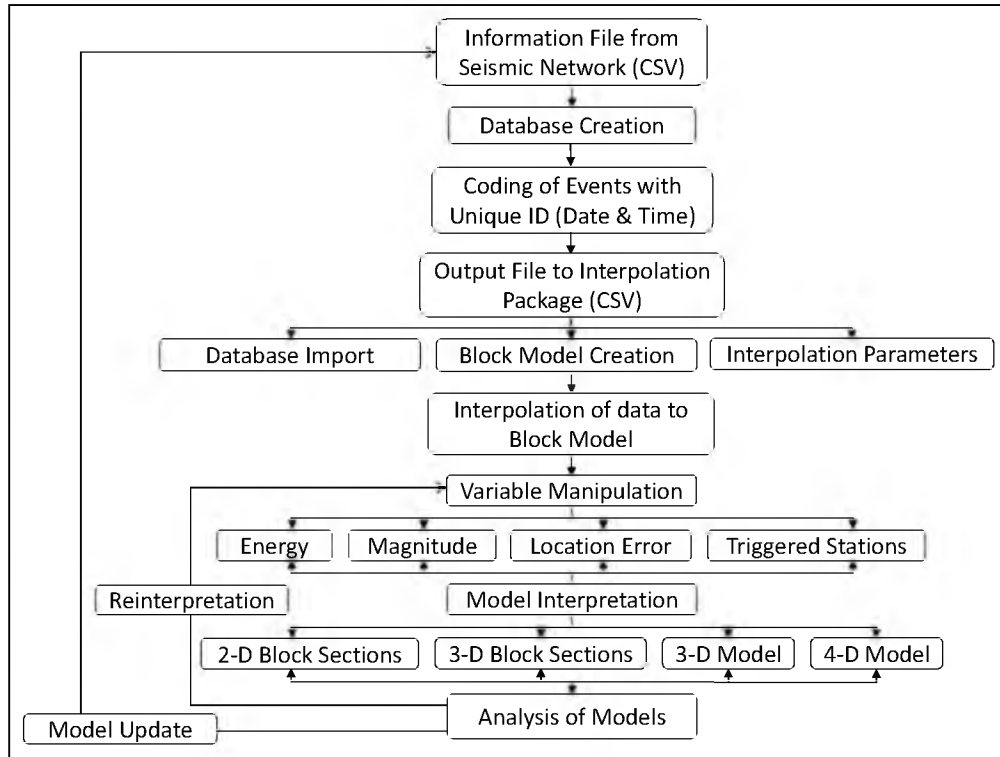 Information File from
Seismic Network (CSV)
Database Creation
Coding of Events with
Unique ID (Date & Time)
Output File to Interpolation
Package (CSV)
Database Import
Block Model Creation
Interpolation Parameters
Interpolation of data to
Block Model
Variable Manipulation
Energy
Magnitude
Location Error
Triggered Stations
Reinterpretation
Model Interpretation
2-D Block Sections
3-D Block Sections
3-D Model
4-D Model
Analysis of Models
Model Update